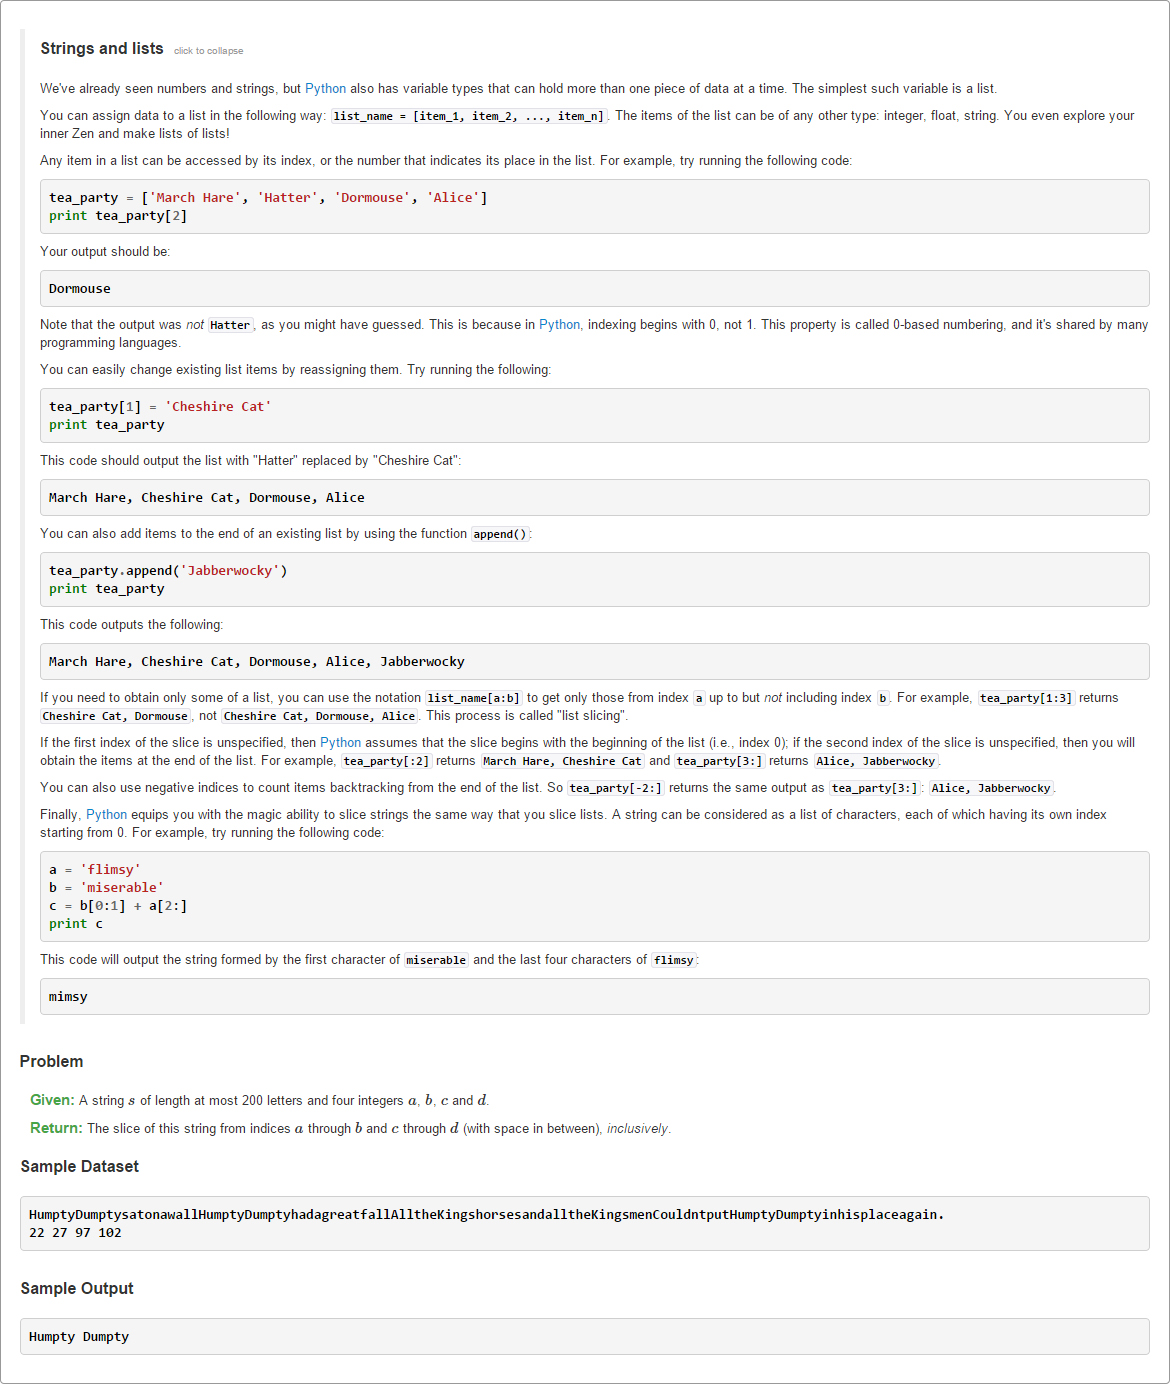 Strings and lists click to collapse
We've already seen numbers and strings, but Python also has variable types that can hold more than one piece of data at a time. The simplest such variable is a list.
You can assign data to a list in the following way: list_name = [item_1, item_2, ..., item_n]. The items of the list can be of any other type: integer, float, string. You even explore your
inner Zen and make lists of lists!
Any item in a list can be accessed by its index, or the number that indicates its place in the list. For example, try running the following code:
tea_party = ['March Hare', 'Hatter', 'Dormouse', 'Alice']
print tea_party[2]
Your output should be:
Dormouse
Note that the output was not Hatter, as you might have guessed. This is because in Python, indexing begins with 0, not 1. This property is called 0-based numbering, and it's shared by many
programming languages.
You can easily change existing list items by reassigning them. Try running the following:
tea_party[1] = 'Cheshire Cat'
print tea_party
This code should output the list with "Hatter" replaced by "Cheshire Cat":
March Hare, Cheshire Cat, Dormouse, Alice
You can also add items to the end of an existing list by using the function append():
tea_party.append('Jabberwocky')
print tea_party
This code outputs the following:
March Hare, Cheshire Cat, Dormouse, Alice, Jabberwocky
If you need to obtain only some of a list, you can use the notation list_name[a:b] to get only those from index a up to but not including index b. For example, tea_party[1:3] returns
Cheshire Cat, Dormouse, not Cheshire Cat, Dormouse, Alice. This process is called "list slicing".
If the first index of the slice is unspecified, then Python assumes that the slice begins with the beginning of the list (i.e., index 0); if the second index of the slice is unspecified, then you will
obtain the items at the end of the list. For example, tea_party[:2] returns March Hare, Cheshire Cat and tea_party[3:] returns Alice, Jabberwocky.
You can also use negative indices to count items backtracking from the end of the list. So tea_party[-2:] returns the same output as tea_party[3:]: Alice, Jabberwocky.
Finally, Python equips you with the magic ability to slice strings the same way that you slice lists. A string can be considered as a list of characters, each of which having its own index
starting from 0. For example, try running the following code:
a = 'flimsy'
b = 'miserable'
c = b[0:1] + a[2:]
print c
This code will output the string formed by the first character of miserable and the last four characters of flimsy:
mimsy
Problem
Given: A string s of length at most 200 letters and four integers a, b, c and d.
Return: The slice of this string from indices a through b and c through d (with space in between), inclusively.
Sample Dataset
HumptyDumptysatonawallHumptyDumptyhadagreatfallAlltheKingshorsesandalltheKingsmenCouldntputHumptyDumptyinhisplaceagain.
22 27 97 102
Sample Output
Humpty Dumpty